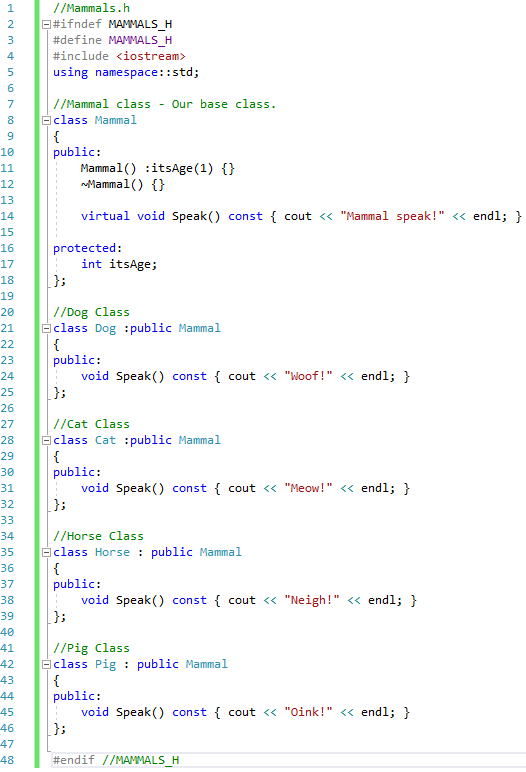 1 //Mammals.h
2 #ifndef MAMMALS_H
3 #define MAMMALS_H
4 #include <iostream>
5 using namespace::std;
6
7 //Mammal class - Our base class.
8 class Mammal
9 {
10 public:
11     Mammal() :itsAge(1) {}
12     ~Mammal() {}
13
14     virtual void Speak() const { cout << "Mammal speak!" << endl; }
15
16 protected:
17     int itsAge;
18 };
19
20 //Dog Class
21 class Dog :public Mammal
22 {
23 public:
24     void Speak() const { cout << "Woof!" << endl; }
25 };
26
27 //Cat Class
28 class Cat :public Mammal
29 {
30 public:
31     void Speak() const { cout << "Meow!" << endl; }
32 };
33
34 //Horse Class
35 class Horse : public Mammal
36 {
37 public:
38     void Speak() const { cout << "Neigh!" << endl; }
39 };
40
41 //Pig Class
42 class Pig : public Mammal
43 {
44 public:
45     void Speak() const { cout << "Oink!" << endl; }
46 };
47
48 #endif //MAMMALS_H